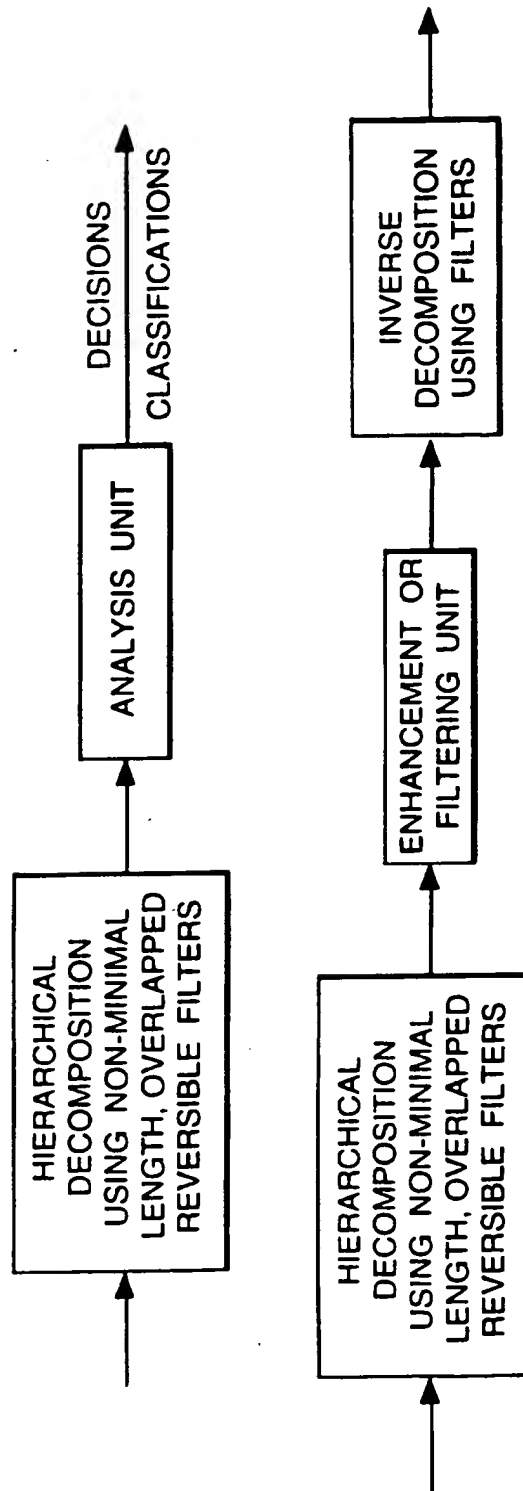 HIERARCHICAL
DECOMPOSITION
USING NON-MINIMAL
LENGTH, OVERLAPPED
REVERSIBLE FILTERS
ANALYSIS UNIT
DECISIONS
CLASSIFICATIONS
HIERARCHICAL
DECOMPOSITION
USING NON-MINIMAL
LENGTH, OVERLAPPED
REVERSIBLE FILTERS
ENHANCEMENT OR
FILTERING UNIT
INVERSE
DECOMPOSITION
USING FILTERS